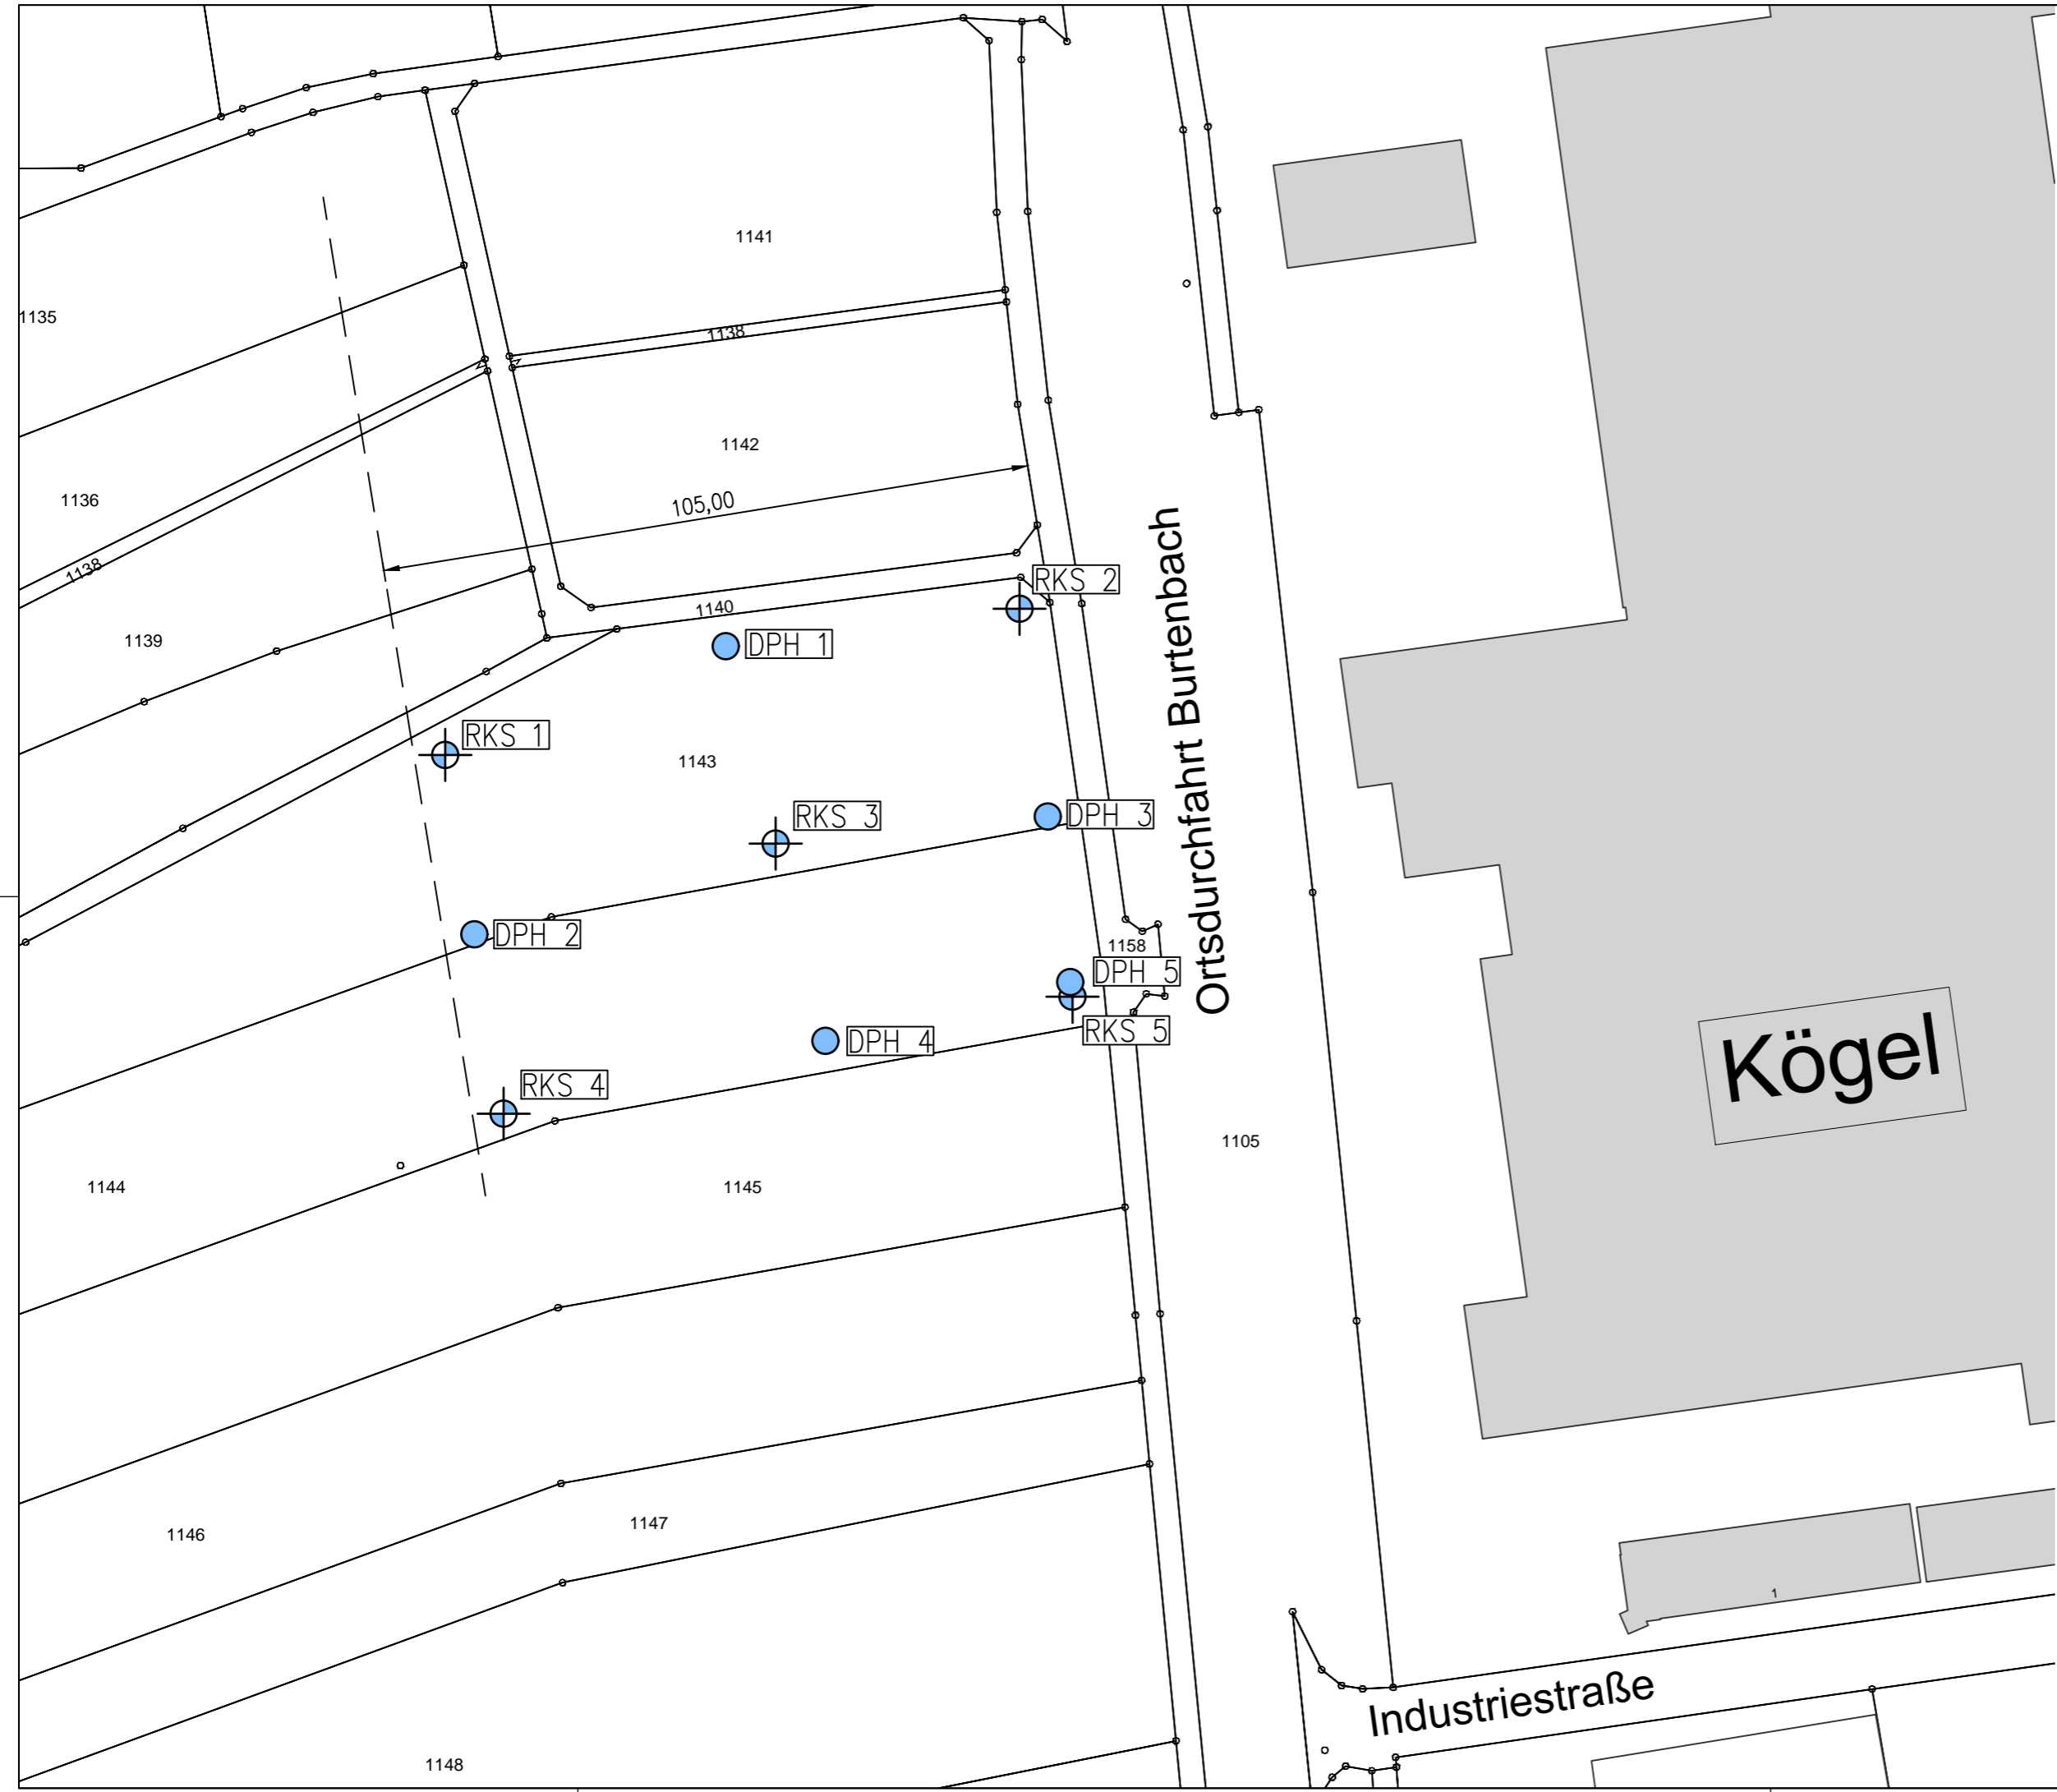 1141
1135
1138
1142
1136
105,00
1138
RKS 2
1140
1139
DPH 1
RKS 1
1143
Ortsdurchfahrt Burtenbach
RKS 3
DPH 3
DPH 2
1158
DPH 5
RKS 5
DPH 4
Kögel
RKS 4
1105
1144
1145
1146
1147
1
Industriestraße
1148